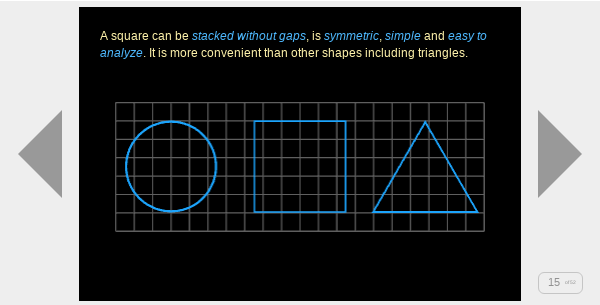 A square can be stacked without gaps, is symmetric, simple and easy to
analyze. It is more convenient than other shapes including triangles.
15 of 52